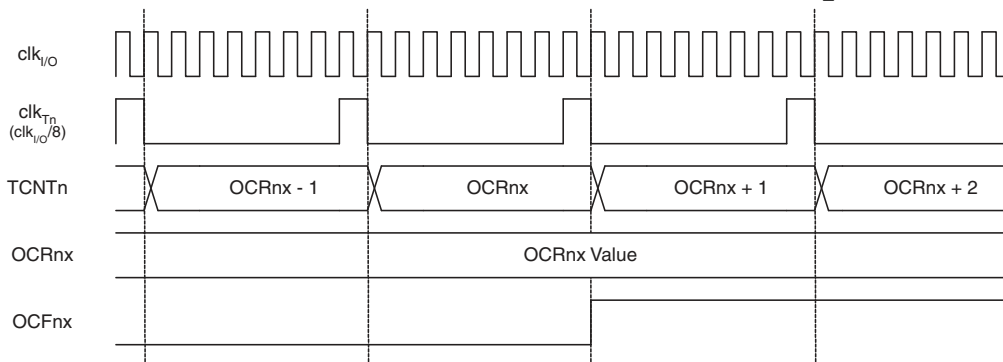 clkI/O
clkTn
(clkI/O/8)
TCNTn OCRnx - 1 OCRnx OCRnx + 1 OCRnx + 2
OCRnx OCRnx Value
OCFnx